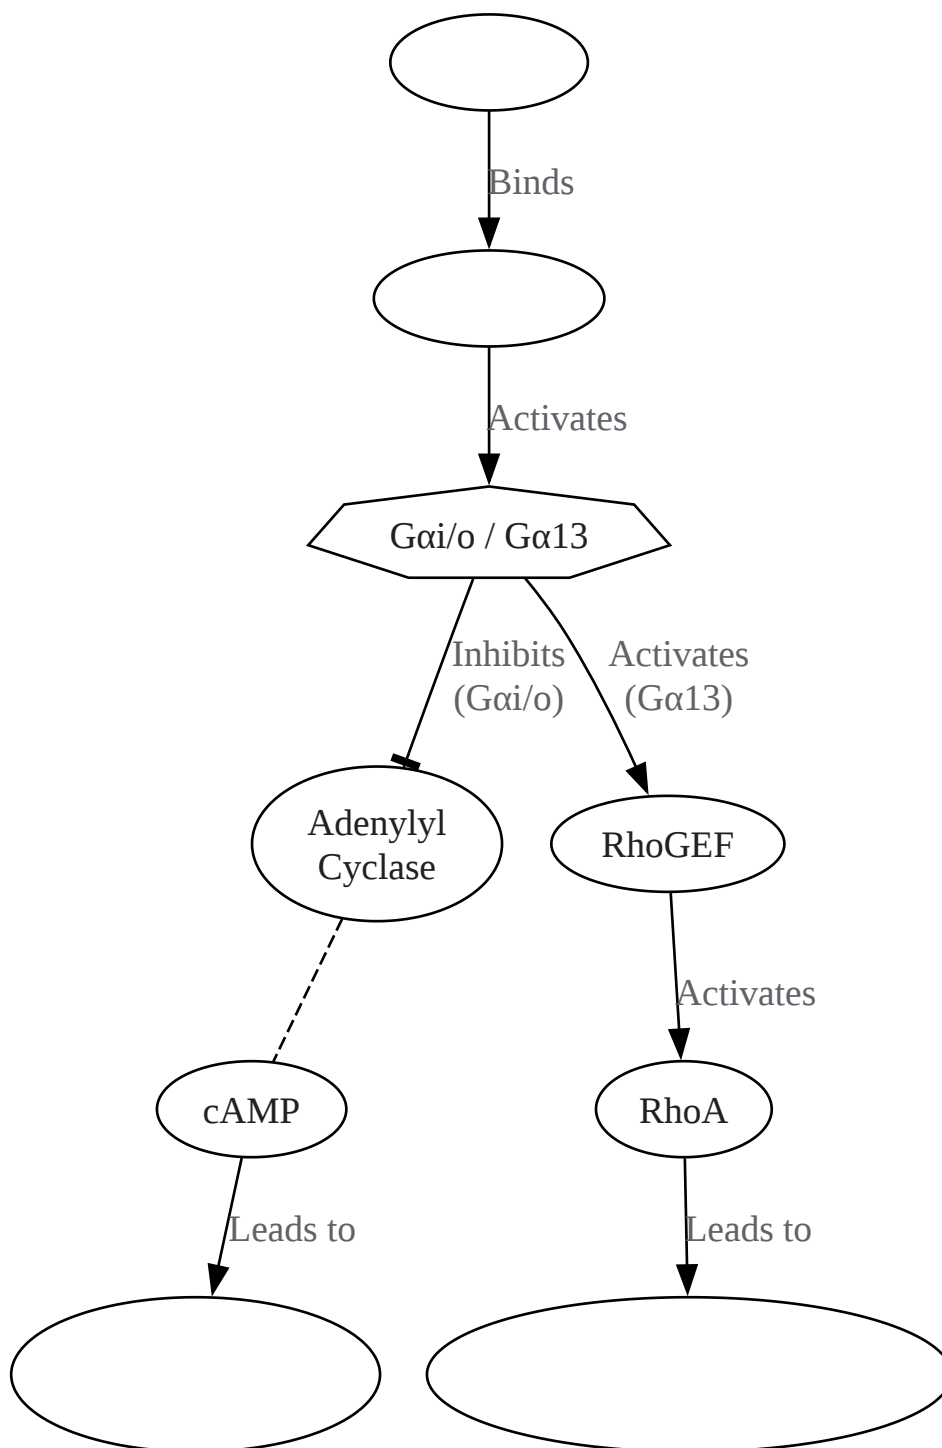 Binds
Activates
Gαi/o / Gα13
Inhibits
(Gαi/o)
Activates
(Gα13)
Adenylyl
Cyclase
RhoGEF
Activates
cAMP
RhoA
Leads to
Leads to